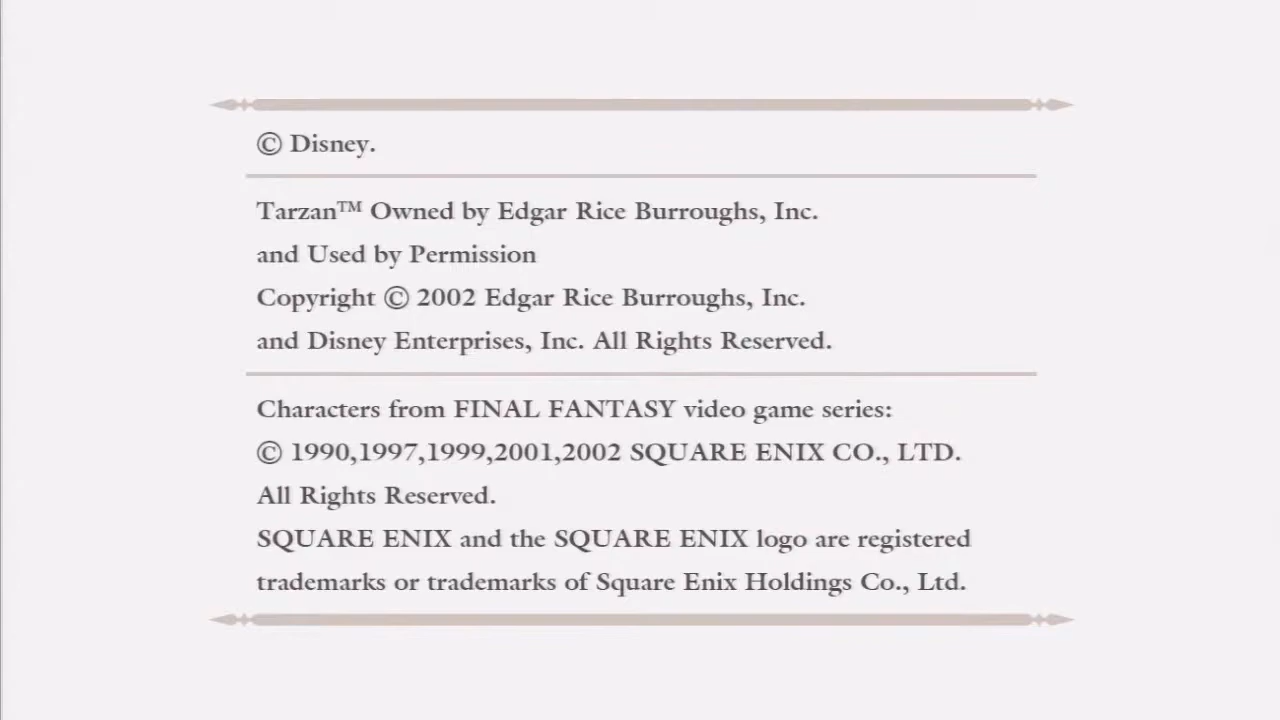 © Disney.
Tarzan™ Owned by Edgar Rice Burroughs, Inc.
and Used by Permission
Copyright © 2002 Edgar Rice Burroughs, Inc.
and Disney Enterprises, Inc. All Rights Reserved.
Characters from FINAL FANTASY video game series:
© 1990,1997,1999,2001,2002 SQUARE ENIX CO., LTD.
All Rights Reserved.
SQUARE ENIX and the SQUARE ENIX logo are registered
trademarks or trademarks of Square Enix Holdings Co., Ltd.